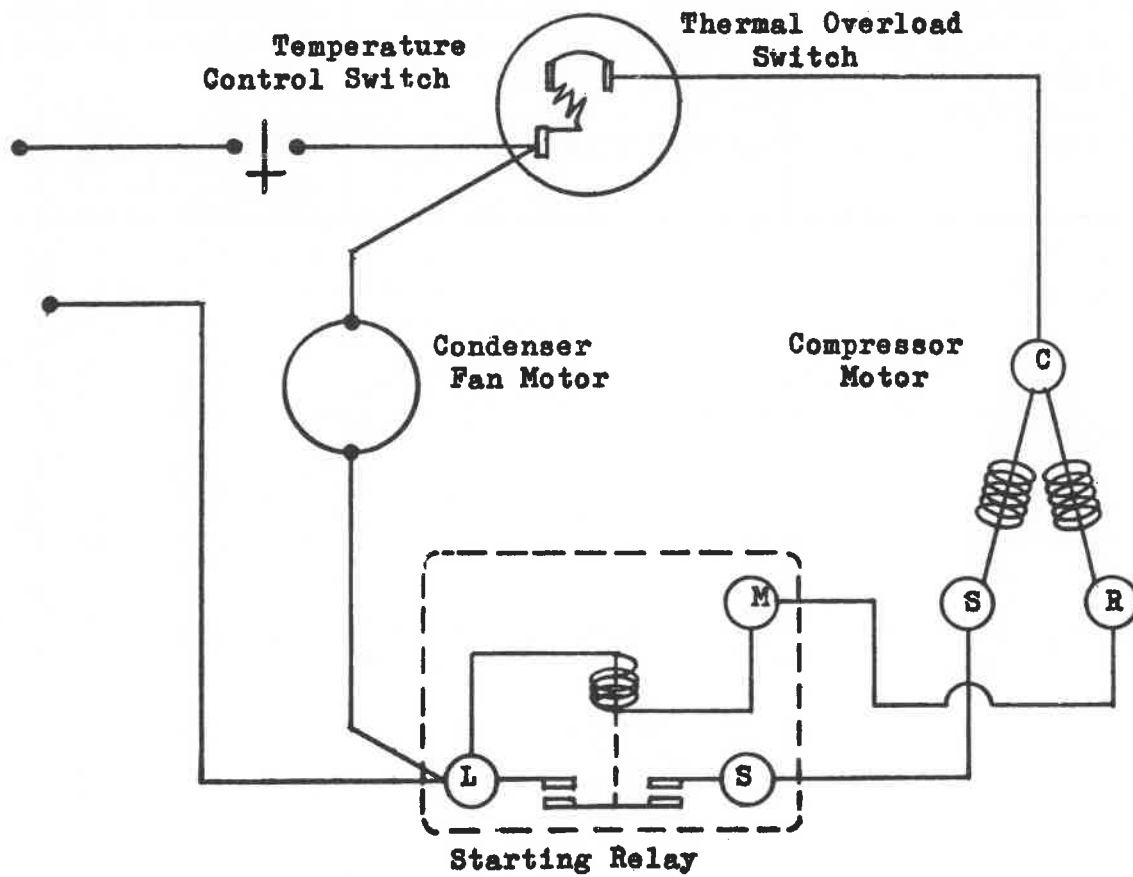 Thermal Overload
Switch
Temperature
Control Switch
Condenser
Fan Motor
Compressor
Motor
C
M
S
R
L
S
Starting Relay